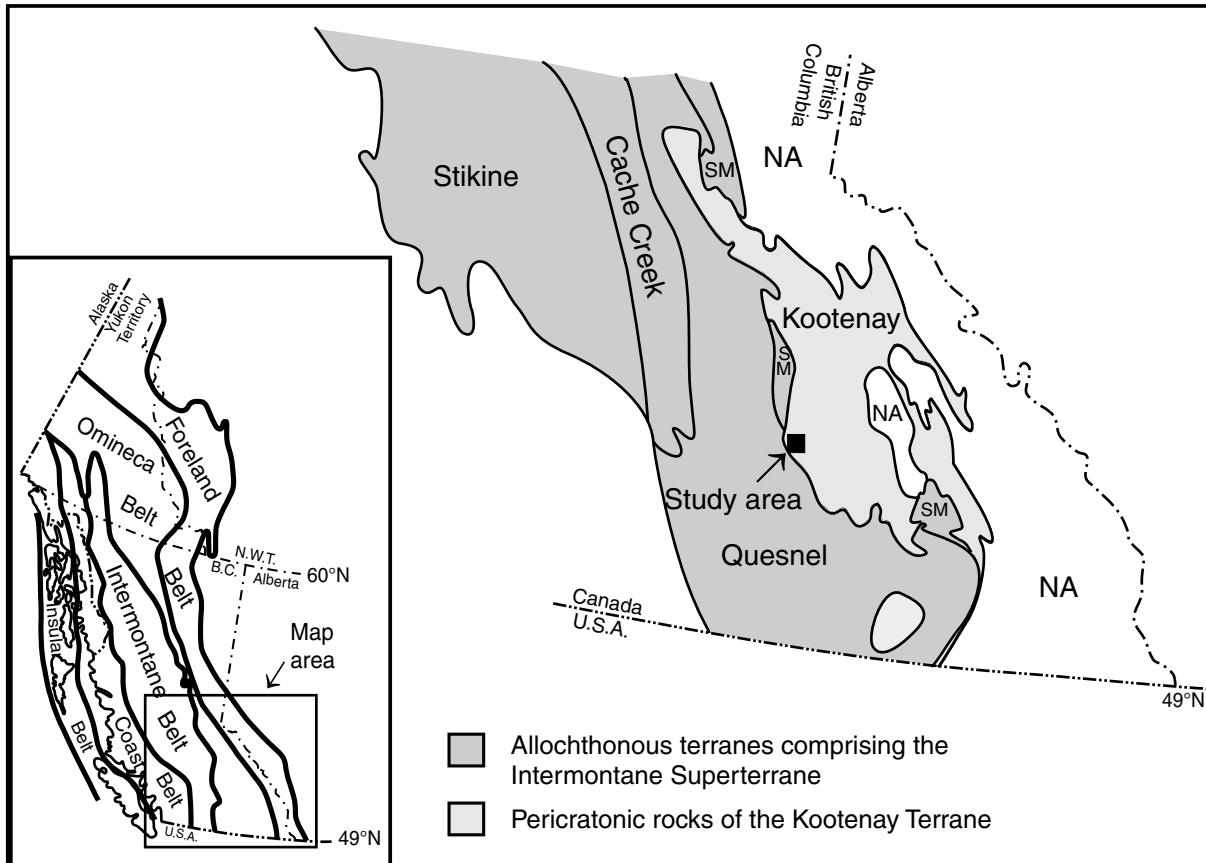 Alberta
British
Columbia
NA
SM
Stikine
Cache Creek
Kootenay
S
M
NA
Study area
SM
Quesnel
NA
Canada
U.S.A.
49°N
Alaska
Yukon
Territory
Foreland
Belt
Omineca
Belt
N.W.T.
B.C.
Alberta
60°N
Intermontane
Belt
Insular
Belt
Coast
Belt
Map
area
U.S.A.
49°N
Allochthonous terranes comprising the
Intermontane Superterrane
Pericratonic rocks of the Kootenay Terrane